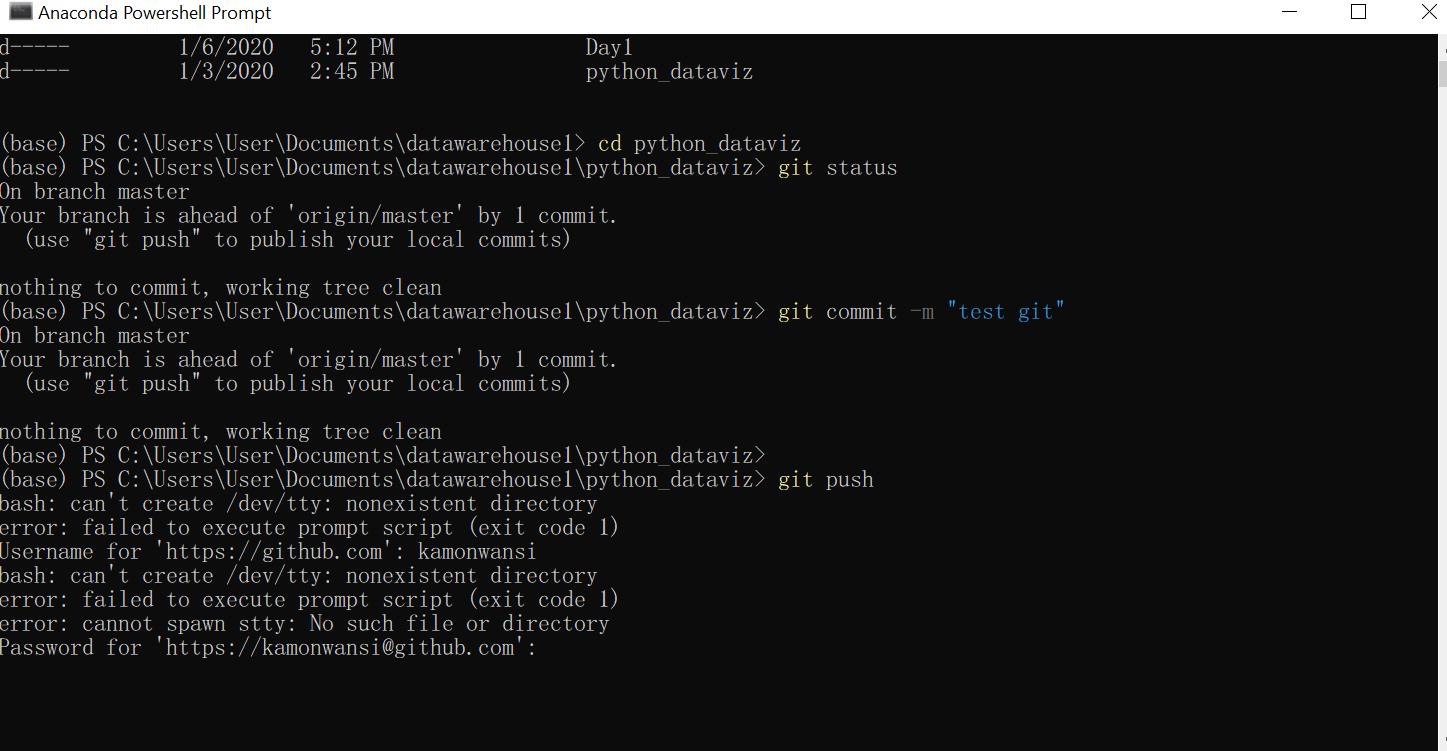 Anaconda Powershell Prompt
d----- 1/6/2020 5:12 PM Day1
d----- 1/3/2020 2:45 PM python_dataviz
(base) PS C:\Users\User\Documents\datawarehouse1> cd python_dataviz
(base) PS C:\Users\User\Documents\datawarehouse1\python_dataviz> git status
On branch master
Your branch is ahead of 'origin/master' by 1 commit.
(use "git push" to publish your local commits)
nothing to commit, working tree clean
(base) PS C:\Users\User\Documents\datawarehouse1\python_dataviz> git commit -m "test git"
On branch master
Your branch is ahead of 'origin/master' by 1 commit.
(use "git push" to publish your local commits)
nothing to commit, working tree clean
(base) PS C:\Users\User\Documents\datawarehouse1\python_dataviz>
(base) PS C:\Users\User\Documents\datawarehouse1\python_dataviz> git push
bash: can't create /dev/tty: nonexistent directory
error: failed to execute prompt script (exit code 1)
Username for 'https://github.com': kamonwansi
bash: can't create /dev/tty: nonexistent directory
error: failed to execute prompt script (exit code 1)
error: cannot spawn stty: No such file or directory
Password for 'https://kamonwansi@github.com':